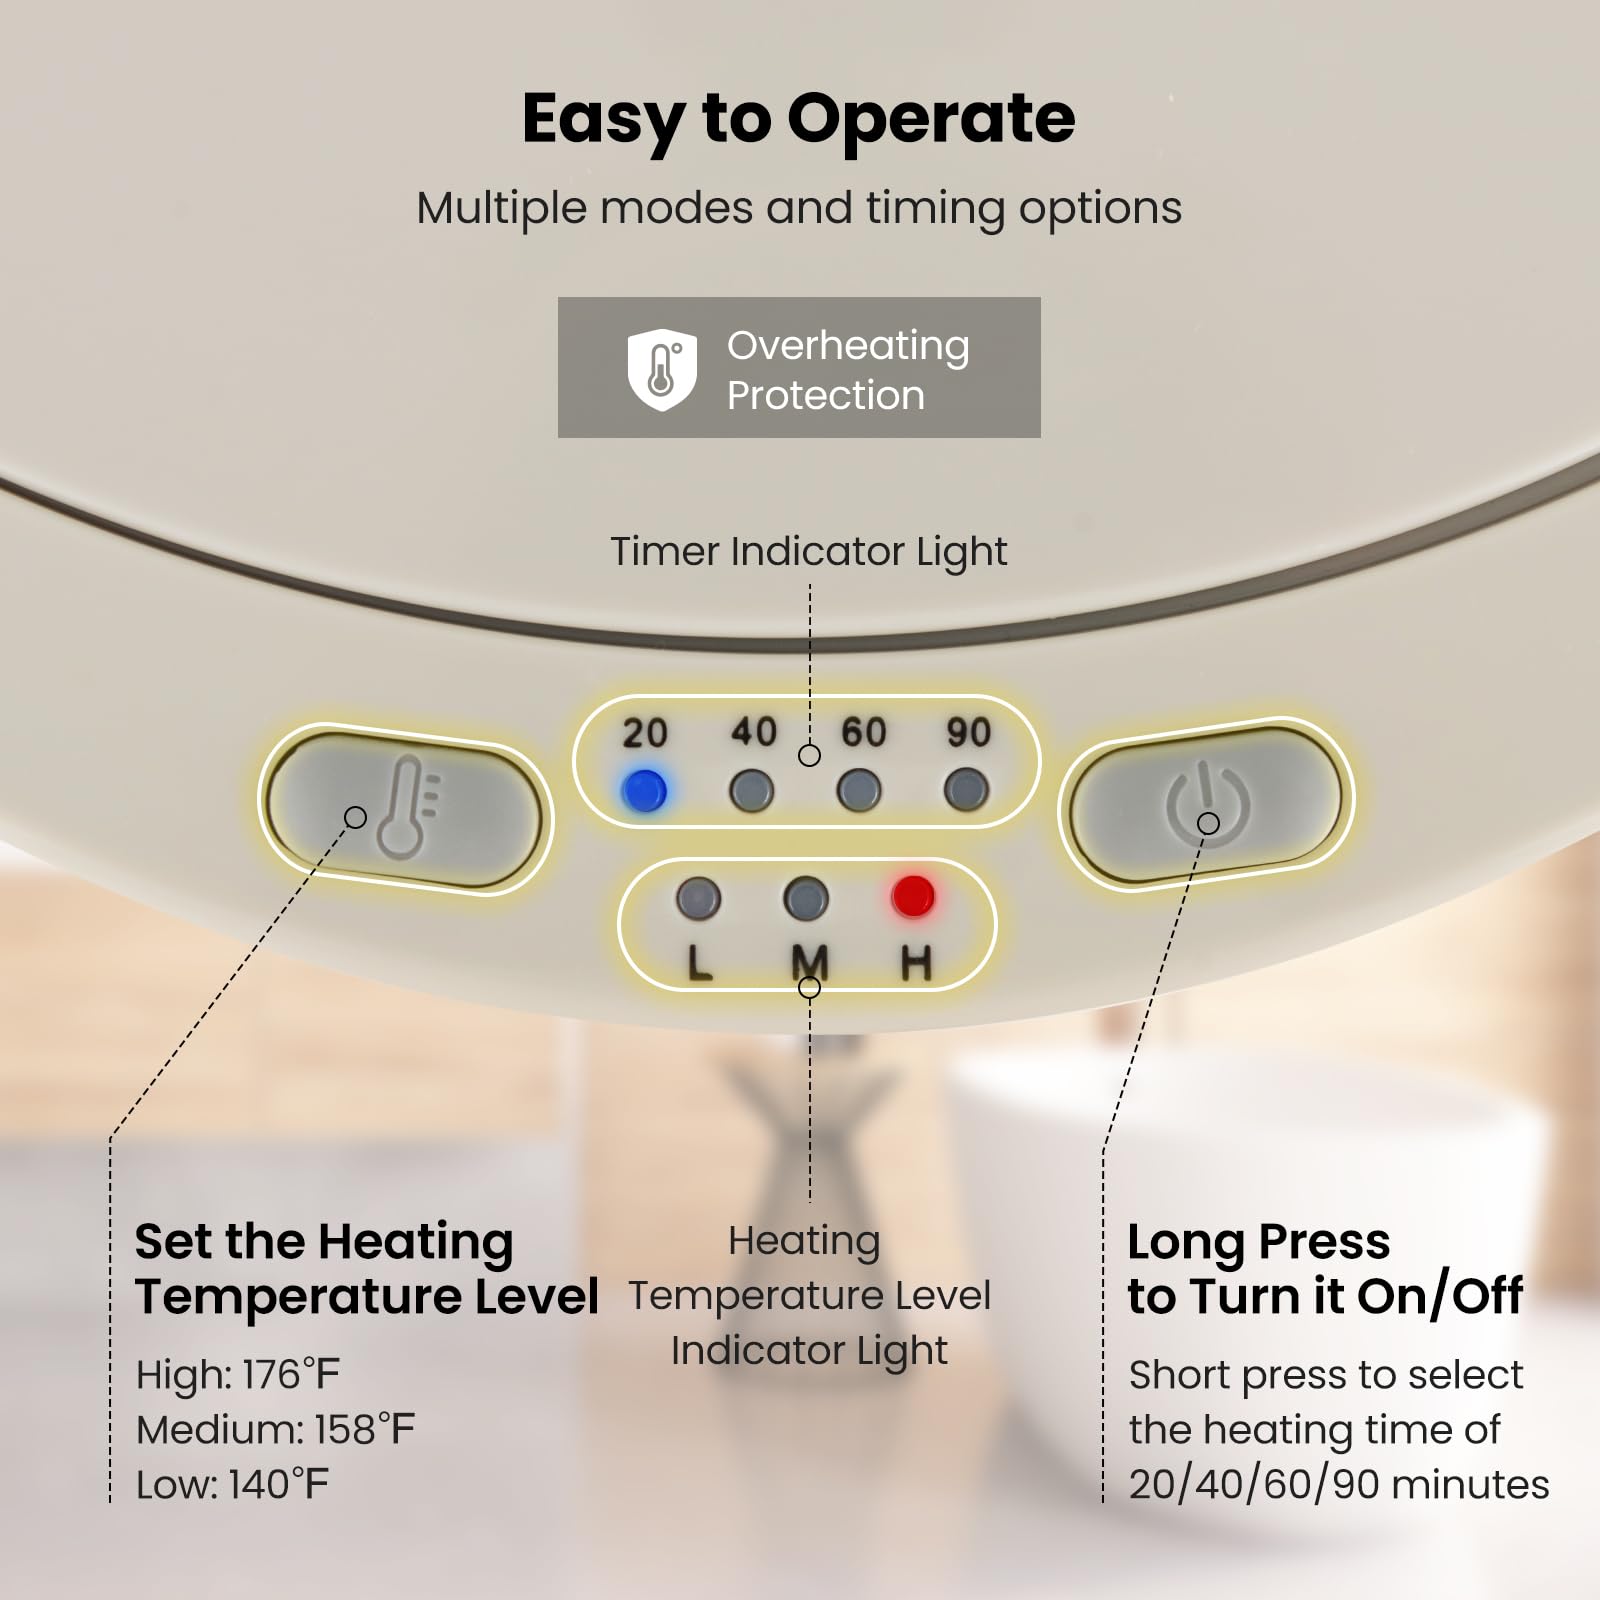 Easy to Operate
Multiple modes and timing options
Overheating
Protection
Timer Indicator Light
20 40 60 90
L M H
Set the Heating
Temperature Level
High: 176°F
Medium: 158°F
Low: 140°F
Heating
Temperature Level
Indicator Light
Long Press
to Turn it On/Off
Short press to select
the heating time of
20/40/60/90 minutes